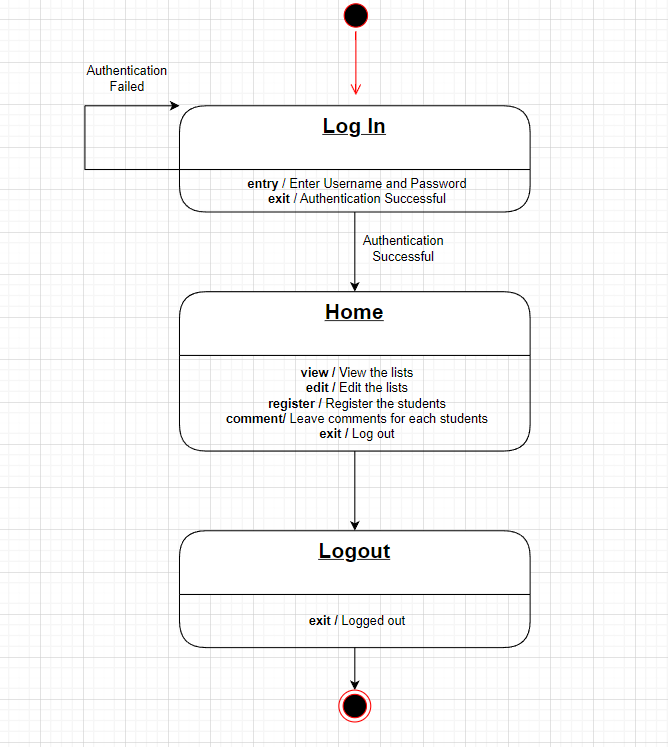 Authentication
Failed
Log In
entry / Enter Username and Password
exit / Authentication Successful
Authentication
Successful
Home
view / View the lists
edit / Edit the lists
register / Register the students
comment/ Leave comments for each students
exit / Log out
Logout
exit / Logged out